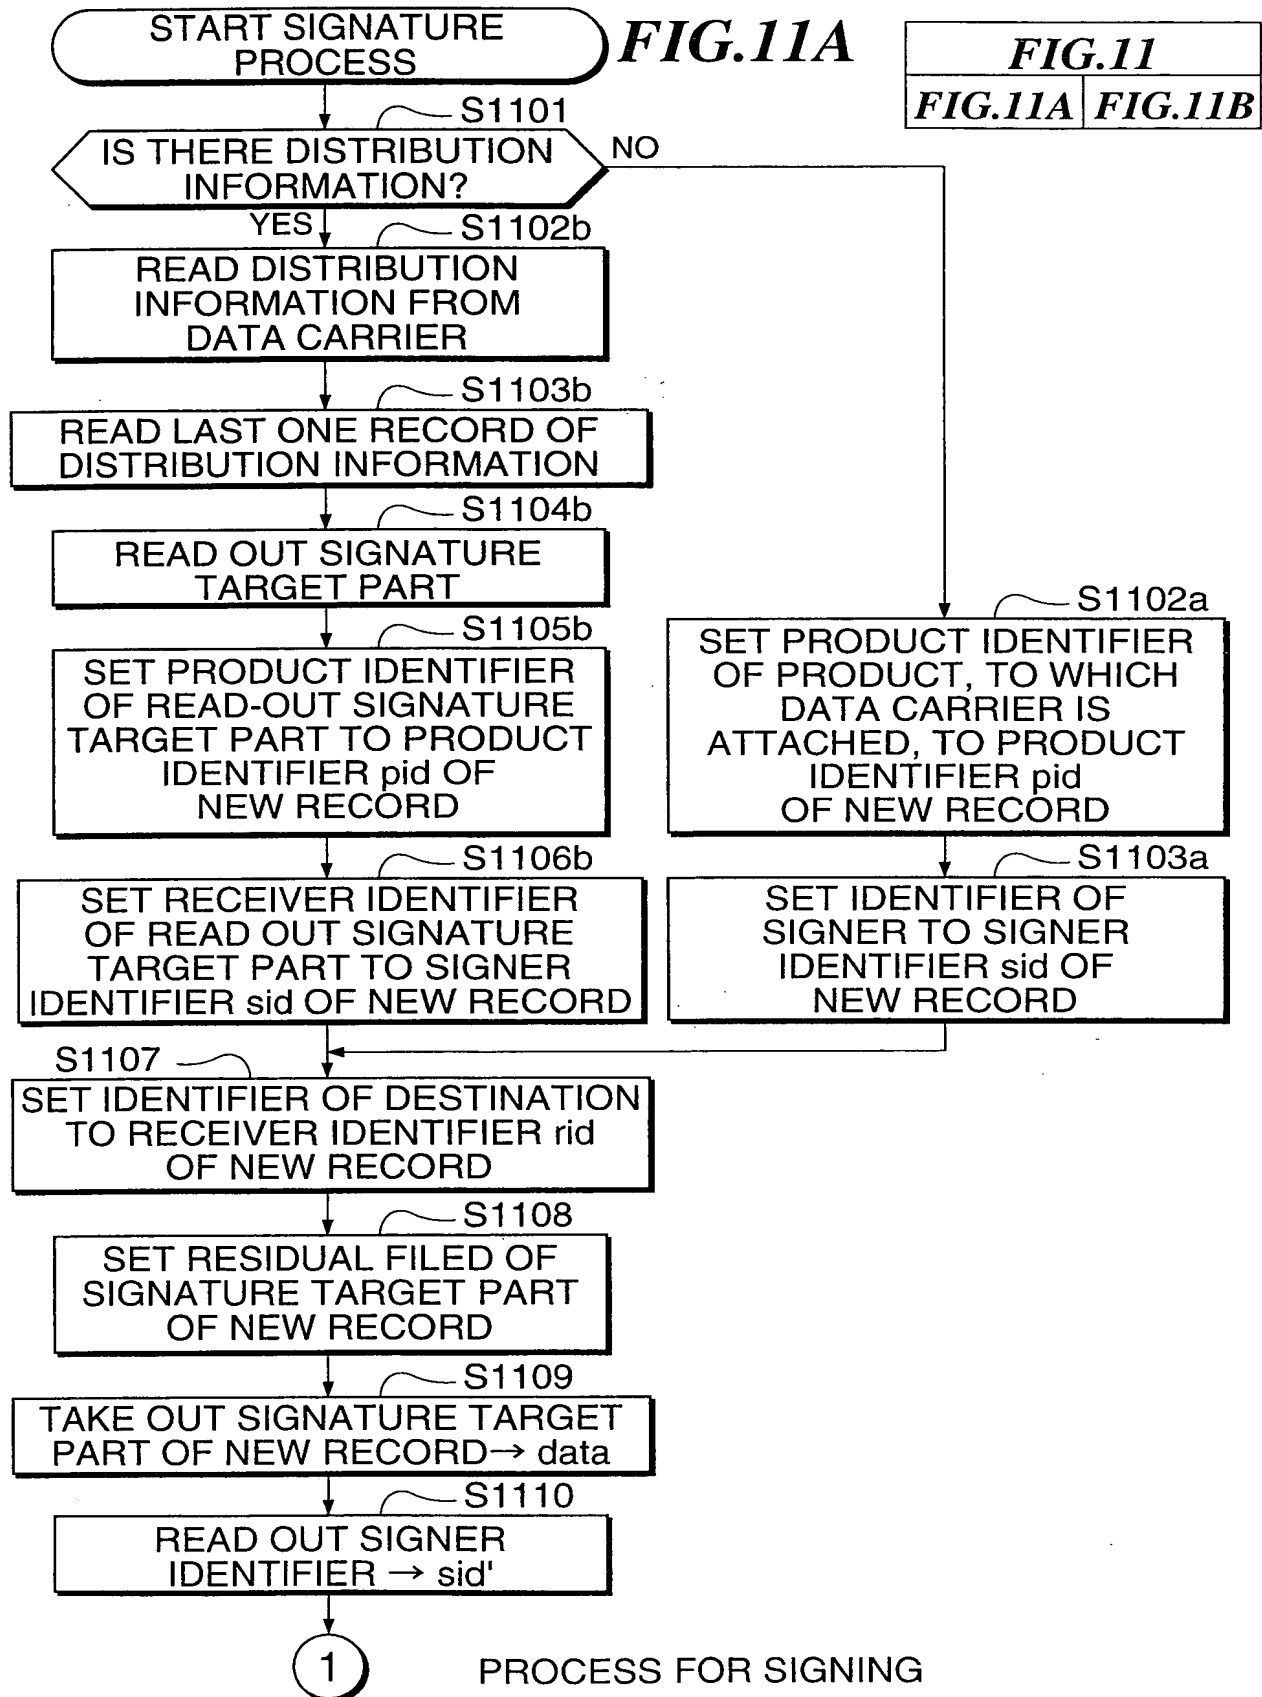 START SIGNATURE
PROCESS
FIG.11A
FIG.11
FIG.11A FIG.11B
S1101
IS THERE DISTRIBUTION
INFORMATION?
NO
YES
S1102b
READ DISTRIBUTION
INFORMATION FROM
DATA CARRIER
S1103b
READ LAST ONE RECORD OF
DISTRIBUTION INFORMATION
S1104b
READ OUT SIGNATURE
TARGET PART
S1105b
SET PRODUCT IDENTIFIER
OF READ-OUT SIGNATURE
TARGET PART TO PRODUCT
IDENTIFIER pid OF
NEW RECORD
S1106b
SET RECEIVER IDENTIFIER
OF READ OUT SIGNATURE
TARGET PART TO SIGNER
IDENTIFIER sid OF NEW RECORD
S1102a
SET PRODUCT IDENTIFIER
OF PRODUCT, TO WHICH
DATA CARRIER IS
ATTACHED, TO PRODUCT
IDENTIFIER pid
OF NEW RECORD
S1103a
SET IDENTIFIER OF
SIGNER TO SIGNER
IDENTIFIER sid OF
NEW RECORD
S1107
SET IDENTIFIER OF DESTINATION
TO RECEIVER IDENTIFIER rid
OF NEW RECORD
S1108
SET RESIDUAL FILED OF
SIGNATURE TARGET PART
OF NEW RECORD
S1109
TAKE OUT SIGNATURE TARGET
PART OF NEW RECORD→ data
S1110
READ OUT SIGNER
IDENTIFIER → sid'
1
PROCESS FOR SIGNING